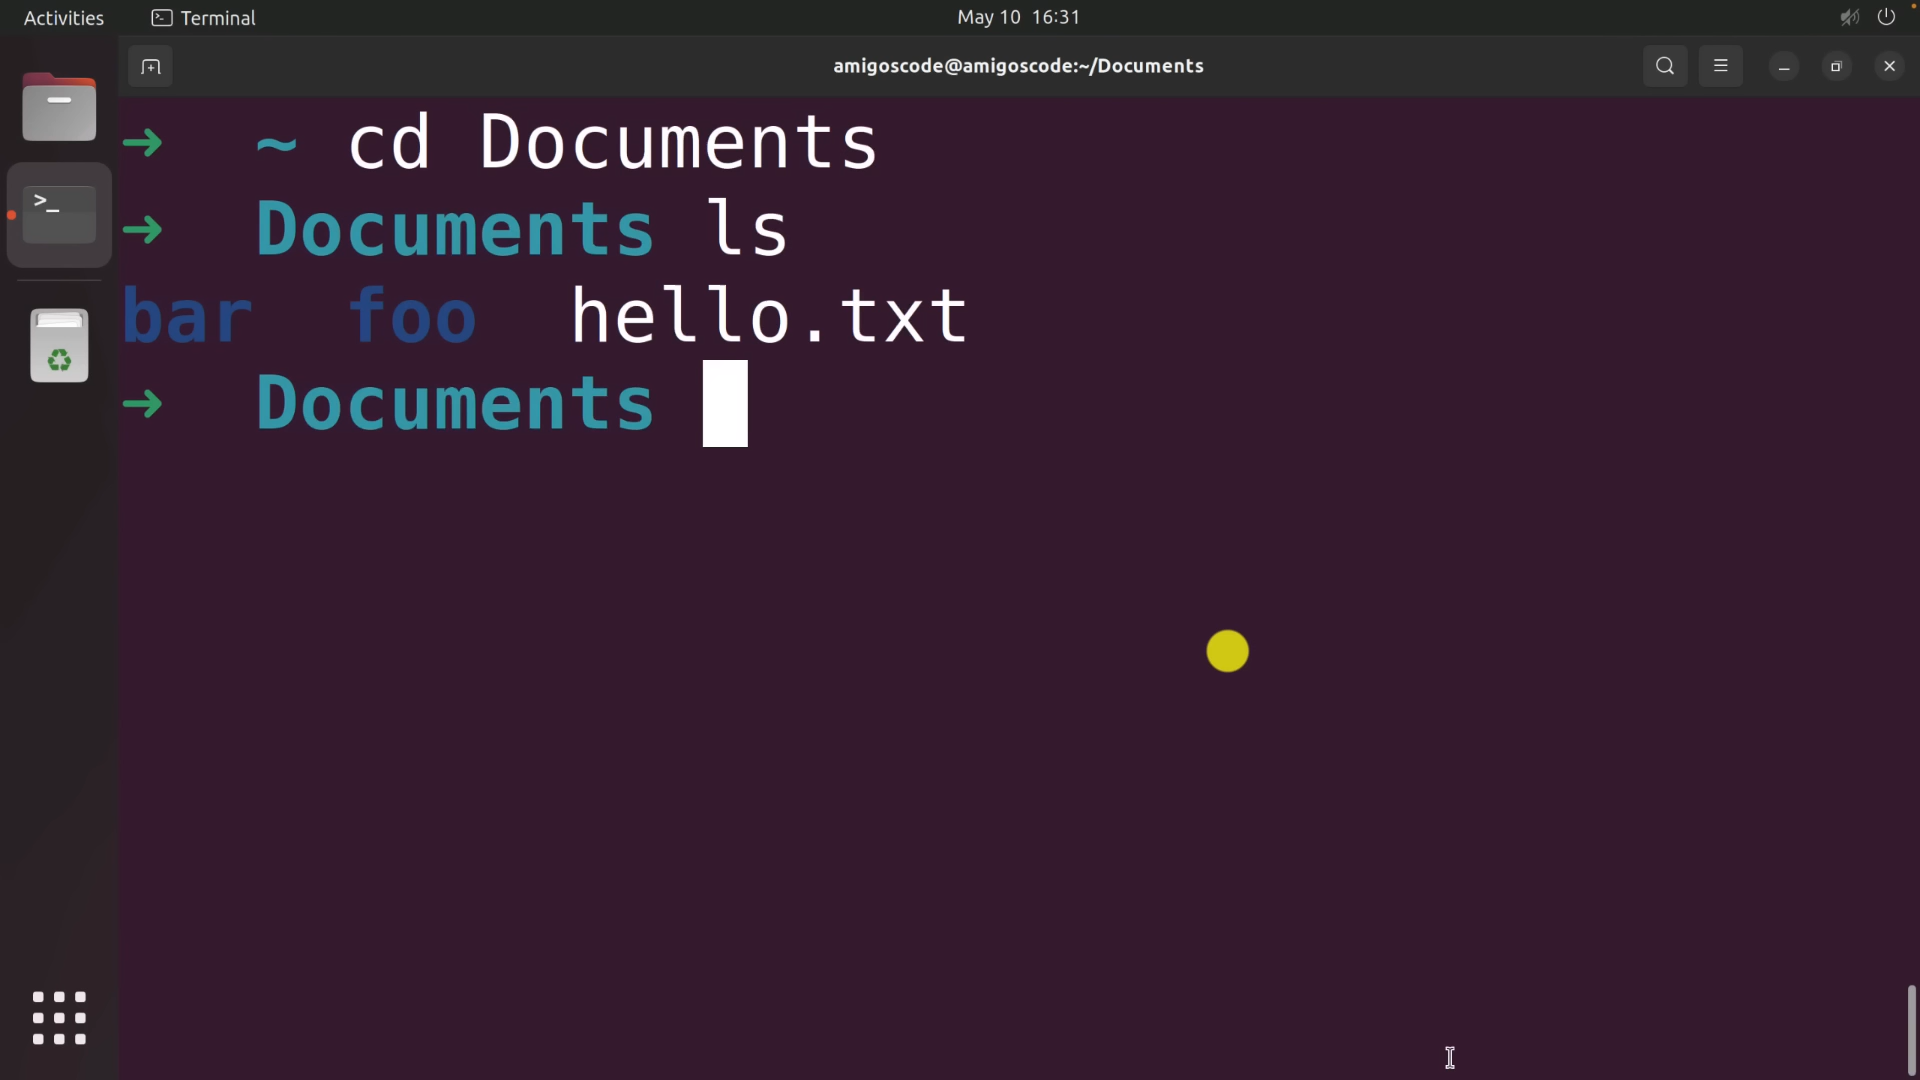 Activities Terminal May 10 16:31
amigoscode@amigoscode:~/Documents
➜ ~ cd Documents
➜ Documents ls
bar foo hello.txt
➜ Documents